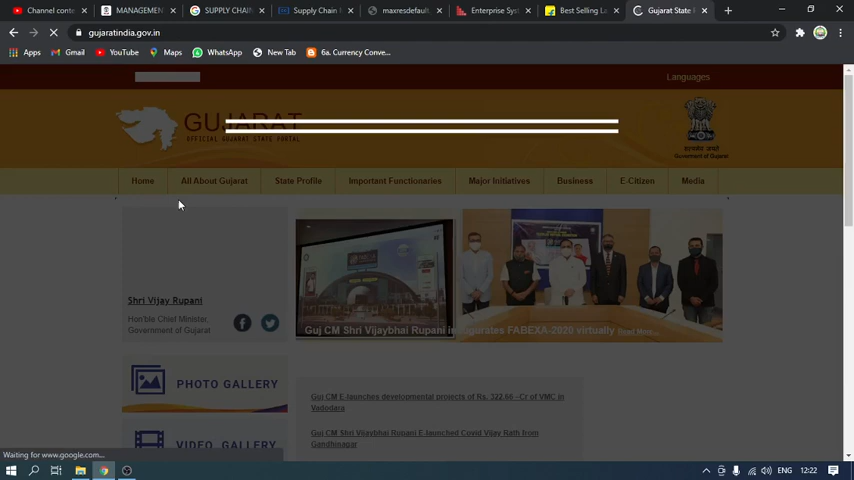 Channel conte
MANAGEMEN
SUPPLY CHAIN
Supply Chain M
maxresdefault.
Enterprise Syst
Best Selling La
Gujarat State P
gujaratindia.gov.in
Apps
Gmail
YouTube
Maps
WhatsApp
New Tab
6a. Currency Conve...
Languages
GUJARAT
OFFICIAL GUJARAT STATE PORTAL
Government of Gujarat
Home
All About Gujarat
State Profile
Important Functionaries
Major Initiatives
Business
E-Citizen
Media
Shri Vijay Rupani
Hon'ble Chief Minister,
Government of Gujarat
Guj CM Shri Vijaybhai Rupani inaugurates FABEXA-2020 virtually Read More...
PHOTO GALLERY
VIDEO GALLERY
Guj CM E-launches developmental projects of Rs. 322.66 -Cr of VMC in
Vadodara
Guj CM Shri Vijaybhai Rupani E-launched Covid Vijay Rath from
Gandhinagar
Waiting for www.google.com...
ENG
12:22